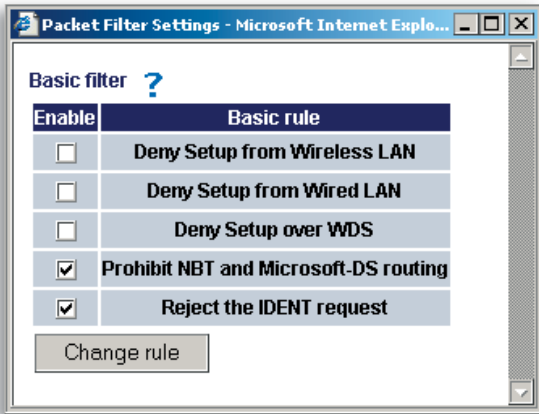 Packet Filter Settings - Microsoft Internet Explo...
Basic filter ?
Enable Basic rule
Deny Setup from Wireless LAN
Deny Setup from Wired LAN
Deny Setup over WDS
Prohibit NBT and Microsoft-DS routing
Reject the IDENT request
Change rule